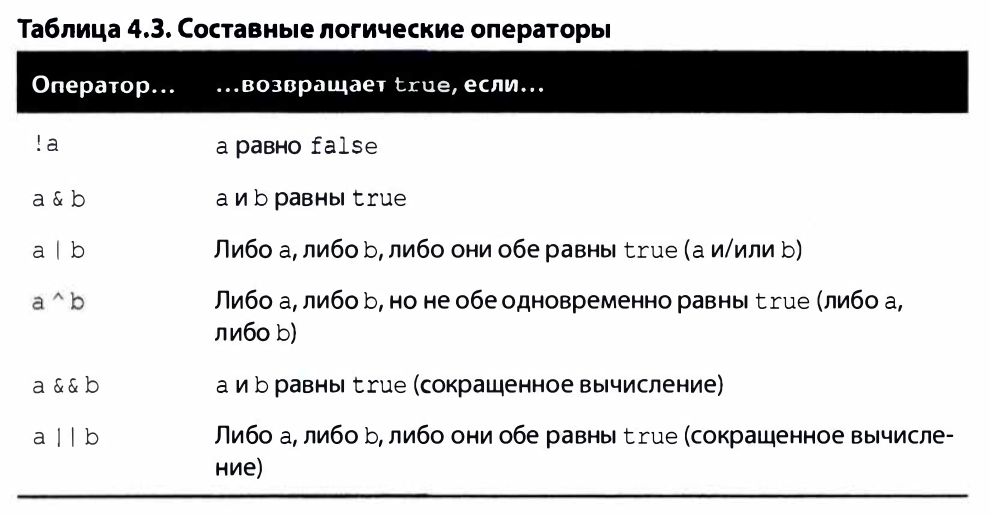 Таблица 4.3. Составные логические операторы
Оператор... ...возвращает true, если...
!a a равно false
a & b a и b равны true
a | b Либо a, либо b, либо они обе равны true (a и/или b)
a ^ b Либо a, либо b, но не обе одновременно равны true (либо a,
либо b)
a && b a и b равны true (сокращенное вычисление)
a || b Либо a, либо b, либо они обе равны true (сокращенное вычисле-
ние)